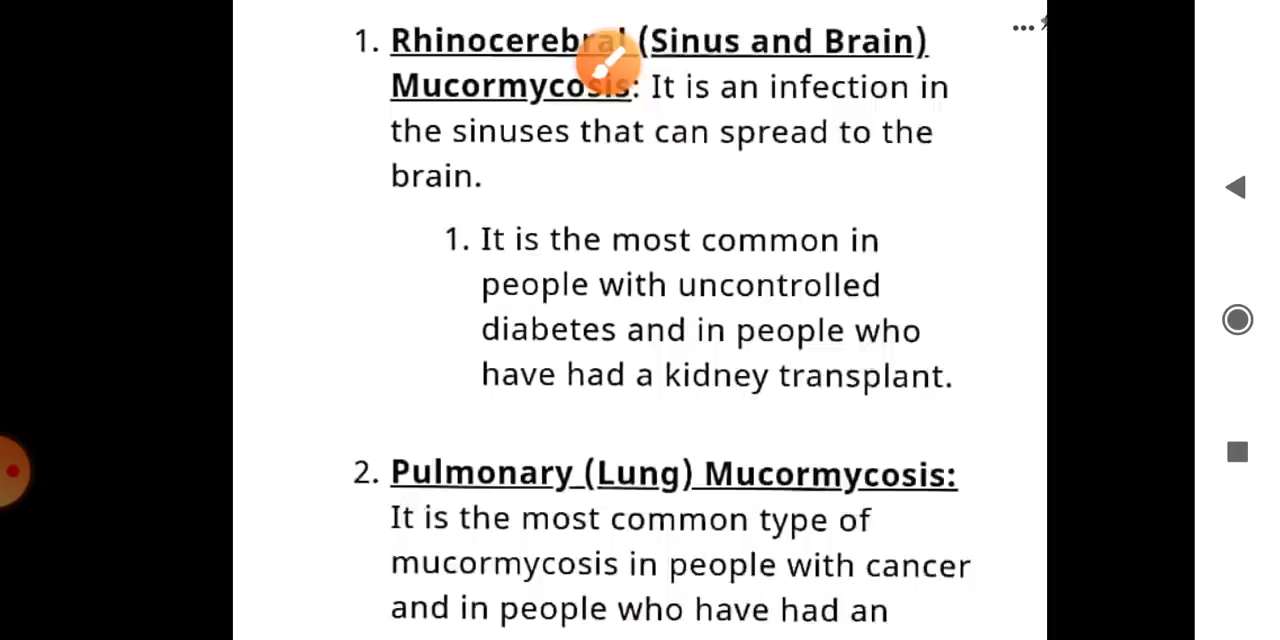 1. Rhinocerebral (Sinus and Brain)
Mucormycosis: It is an infection in
the sinuses that can spread to the
brain.
1. It is the most common in
people with uncontrolled
diabetes and in people who
have had a kidney transplant.
2. Pulmonary (Lung) Mucormycosis:
It is the most common type of
mucormycosis in people with cancer
and in people who have had an